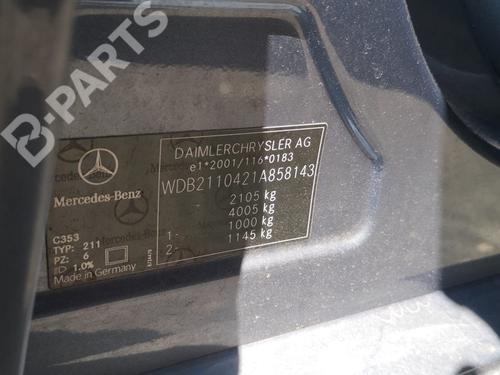 B-PARTS
DAIMLERCHRYSLER AG
e1*2001/116*0183
WDB2110421A858143
2105 kg
4005 kg
1- 1000 kg
2- 1145 kg
Mercedes-Benz
C353
TYP: 211
PZ: 6
1.0%
Made in Germany